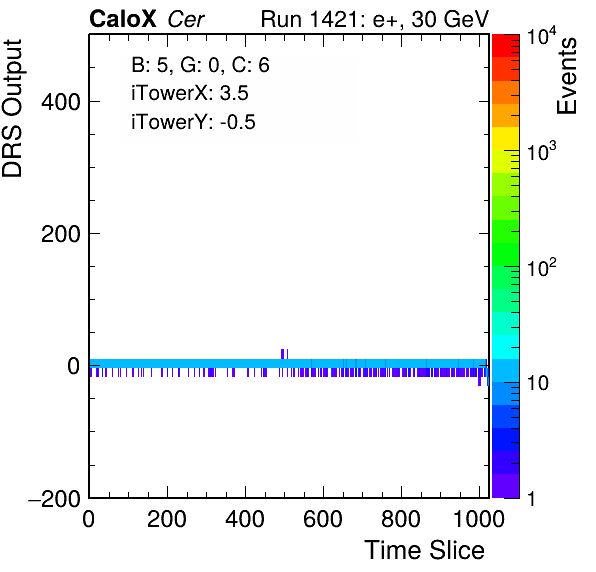 CaloX Cer Run 1421: e+, 30 GeV
B: 5, G: 0, C: 6
iTowerX: 3.5
iTowerY: -0.5
DRS Output
400
200
0
−200
0 200 400 600 800 1000
Time Slice
Events
10^4
10^3
10^2
10
1